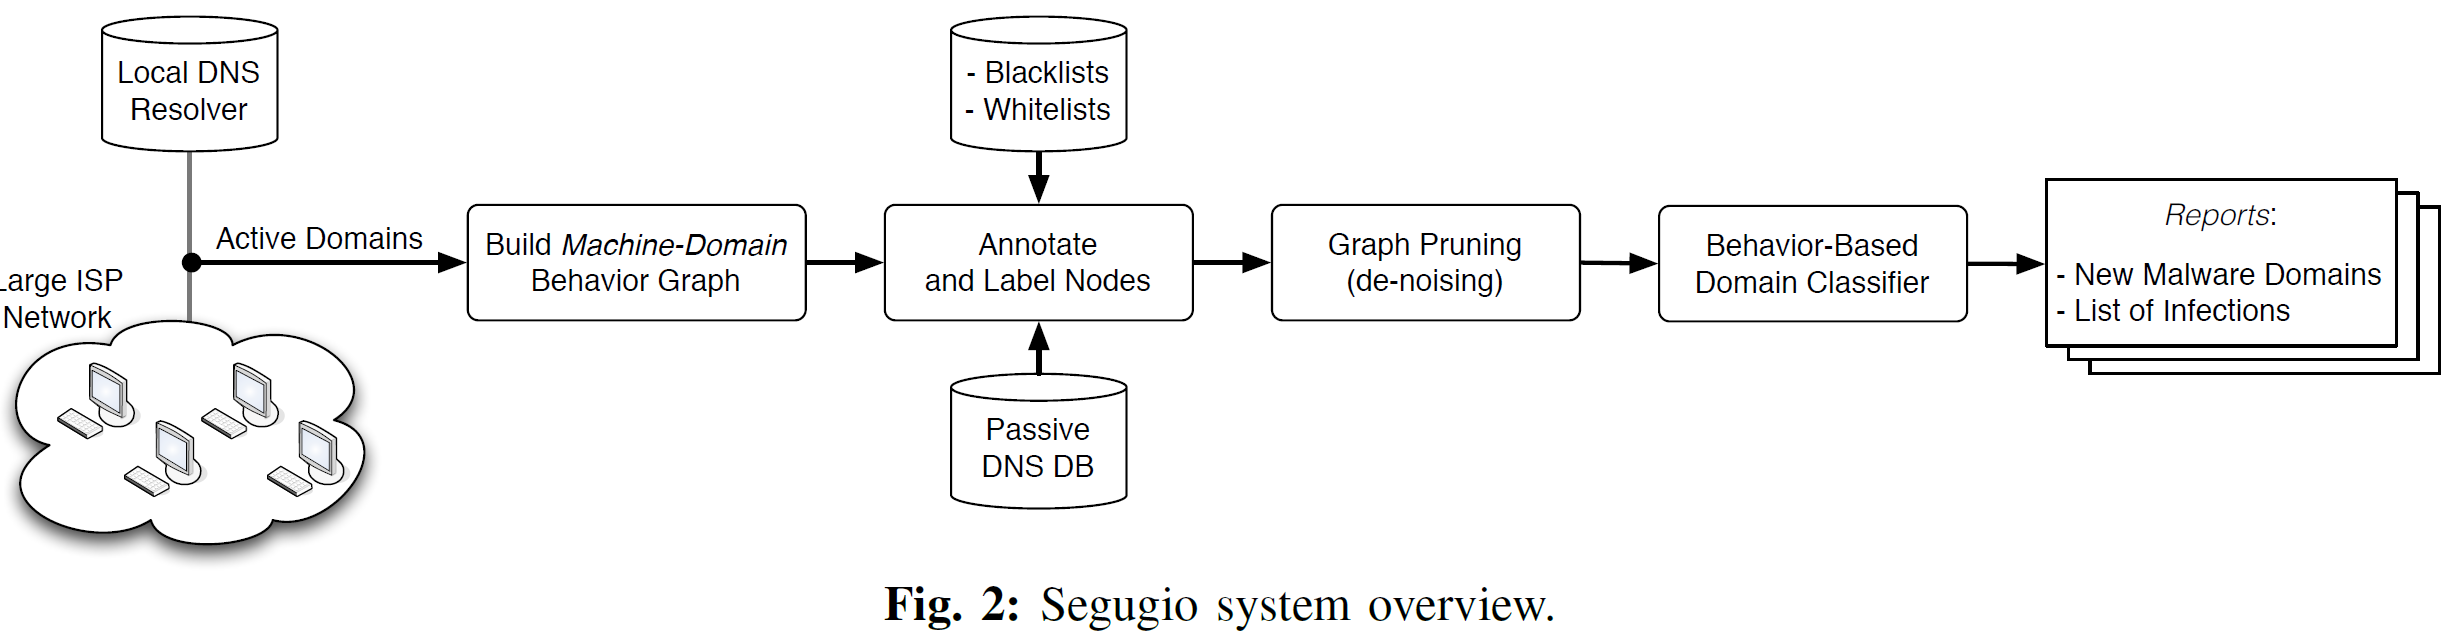 Local DNS
Resolver
- Blacklists
- Whitelists
Active Domains
Large ISP
Network
Build Machine-Domain
Behavior Graph
Annotate
and Label Nodes
Graph Pruning
(de-noising)
Behavior-Based
Domain Classifier
Reports:
- New Malware Domains
- List of Infections
Passive
DNS DB
Fig. 2: Segugio system overview.